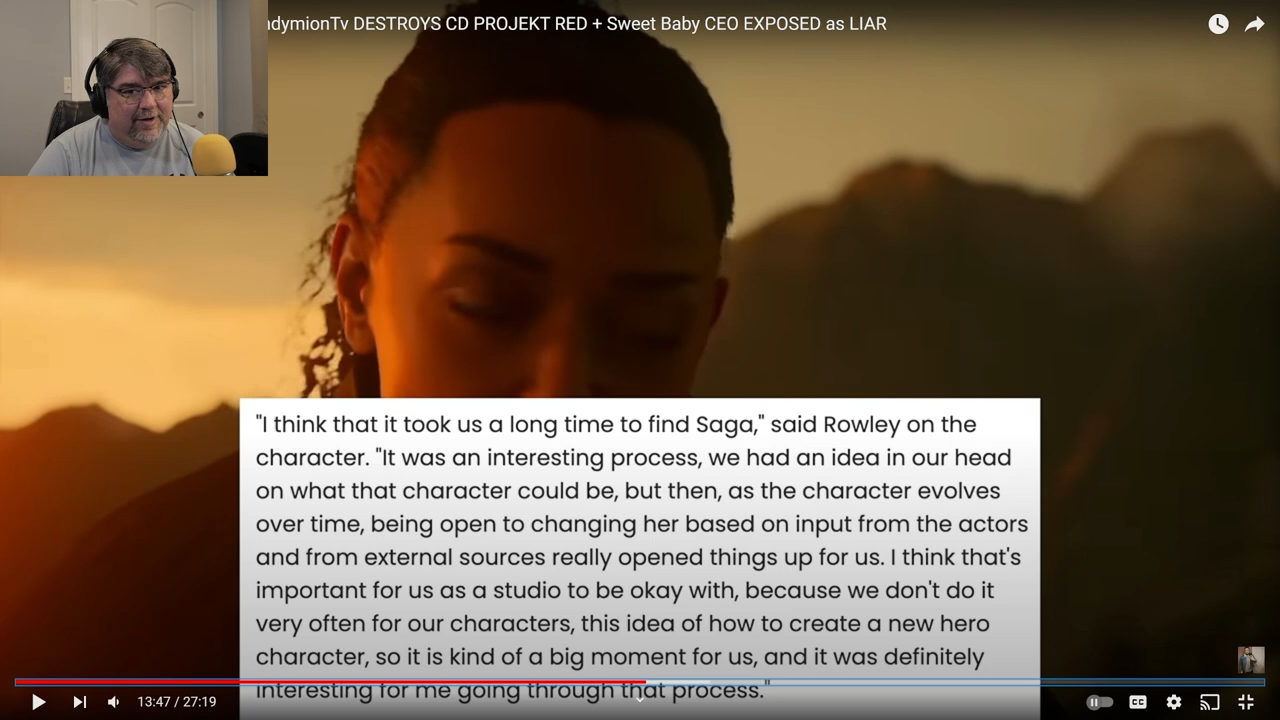 ndymionTv DESTROYS CD PROJEKT RED + Sweet Baby CEO EXPOSED as LIAR
"I think that it took us a long time to find Saga," said Rowley on the
character. "It was an interesting process, we had an idea in our head
on what that character could be, but then, as the character evolves
over time, being open to changing her based on input from the actors
and from external sources really opened things up for us. I think that's
important for us as a studio to be okay with, because we don't do it
very often for our characters, this idea of how to create a new hero
character, so it is kind of a big moment for us, and it was definitely
interesting for me going through that process."
13:47 / 27:19
CC